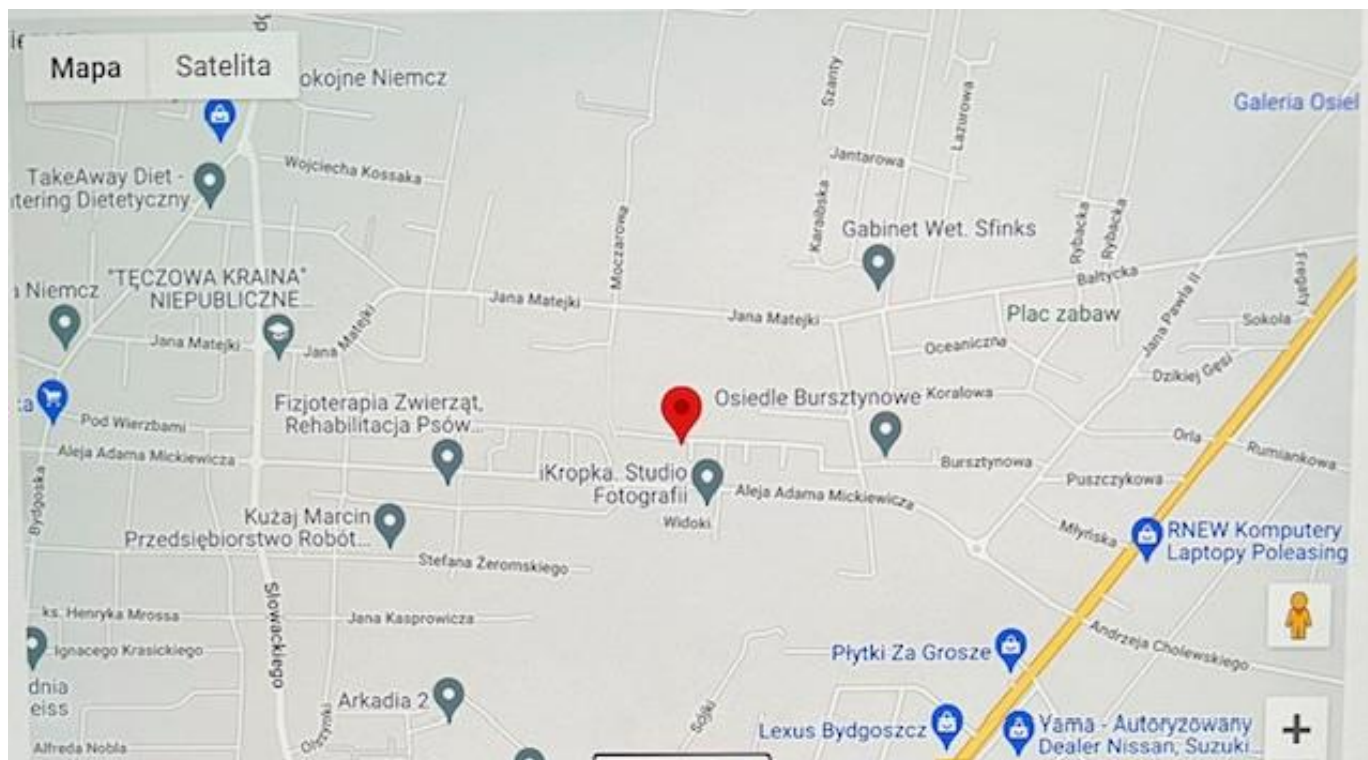 Mapa
Satelita
okojne Niemcz
Szanty
Lazurowa
Galeria Osiel
Wojciecha Kossaka
Jantarowa
TakeAway Diet -
tering Dietetyczny
Karaibska
Moczarowa
Gabinet Wet. Sfinks
Rybacka
Rybacka
Bałtycka
Fregaty
"TĘCZOWA KRAINA"
NIEPUBLICZNE...
a Niemcz
Jana Matejki
Jana Matejki
Jana Matejki
Jana Matejki
Plac zabaw
Jana Pawła II
Sokola
Oceaniczna
Dzikiej Gęsi
Osiedle Bursztynowe
Koralowa
Fizjoterapia Zwierząt,
Rehabilitacja Psów...
Pod Wierzbami
Aleja Adama Mickiewicza
Orla
Rumiankowa
Bursztynowa
Puszczykowa
iKropka. Studio
Fotografii
Aleja Adama Mickiewicza
Widoki
Bydgoska
Kużaj Marcin
Przedsiębiorstwo Robót...
Młyńska
RNEW Komputery
Laptopy Poleasing
Stefana Żeromskiego
Słowackiego
ks. Henryka Mrossa
Jana Kasprowicza
Ignacego Krasickiego
Andrzeja Cholewskiego
Płytki Za Grosze
dnia
eiss
Arkadia 2
Sójki
Lexus Bydgoszcz
Yama - Autoryzowany
Dealer Nissan, Suzuki...
Alfreda Nobla
+